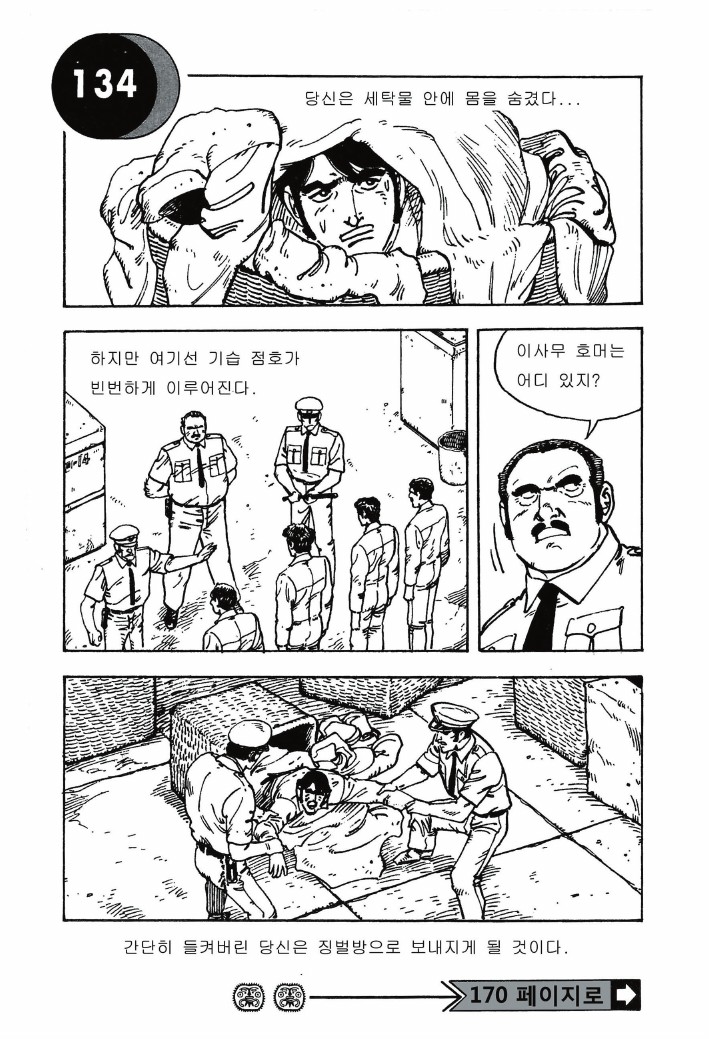 134
당신은 세탁물 안에 몸을 숨겼다...
하지만 여기선 기습 점호가
빈번하게 이루어진다.
이사무 호머는
어디 있지?
간단히 들켜버린 당신은 징벌방으로 보내지게 될 것이다.
170 페이지로